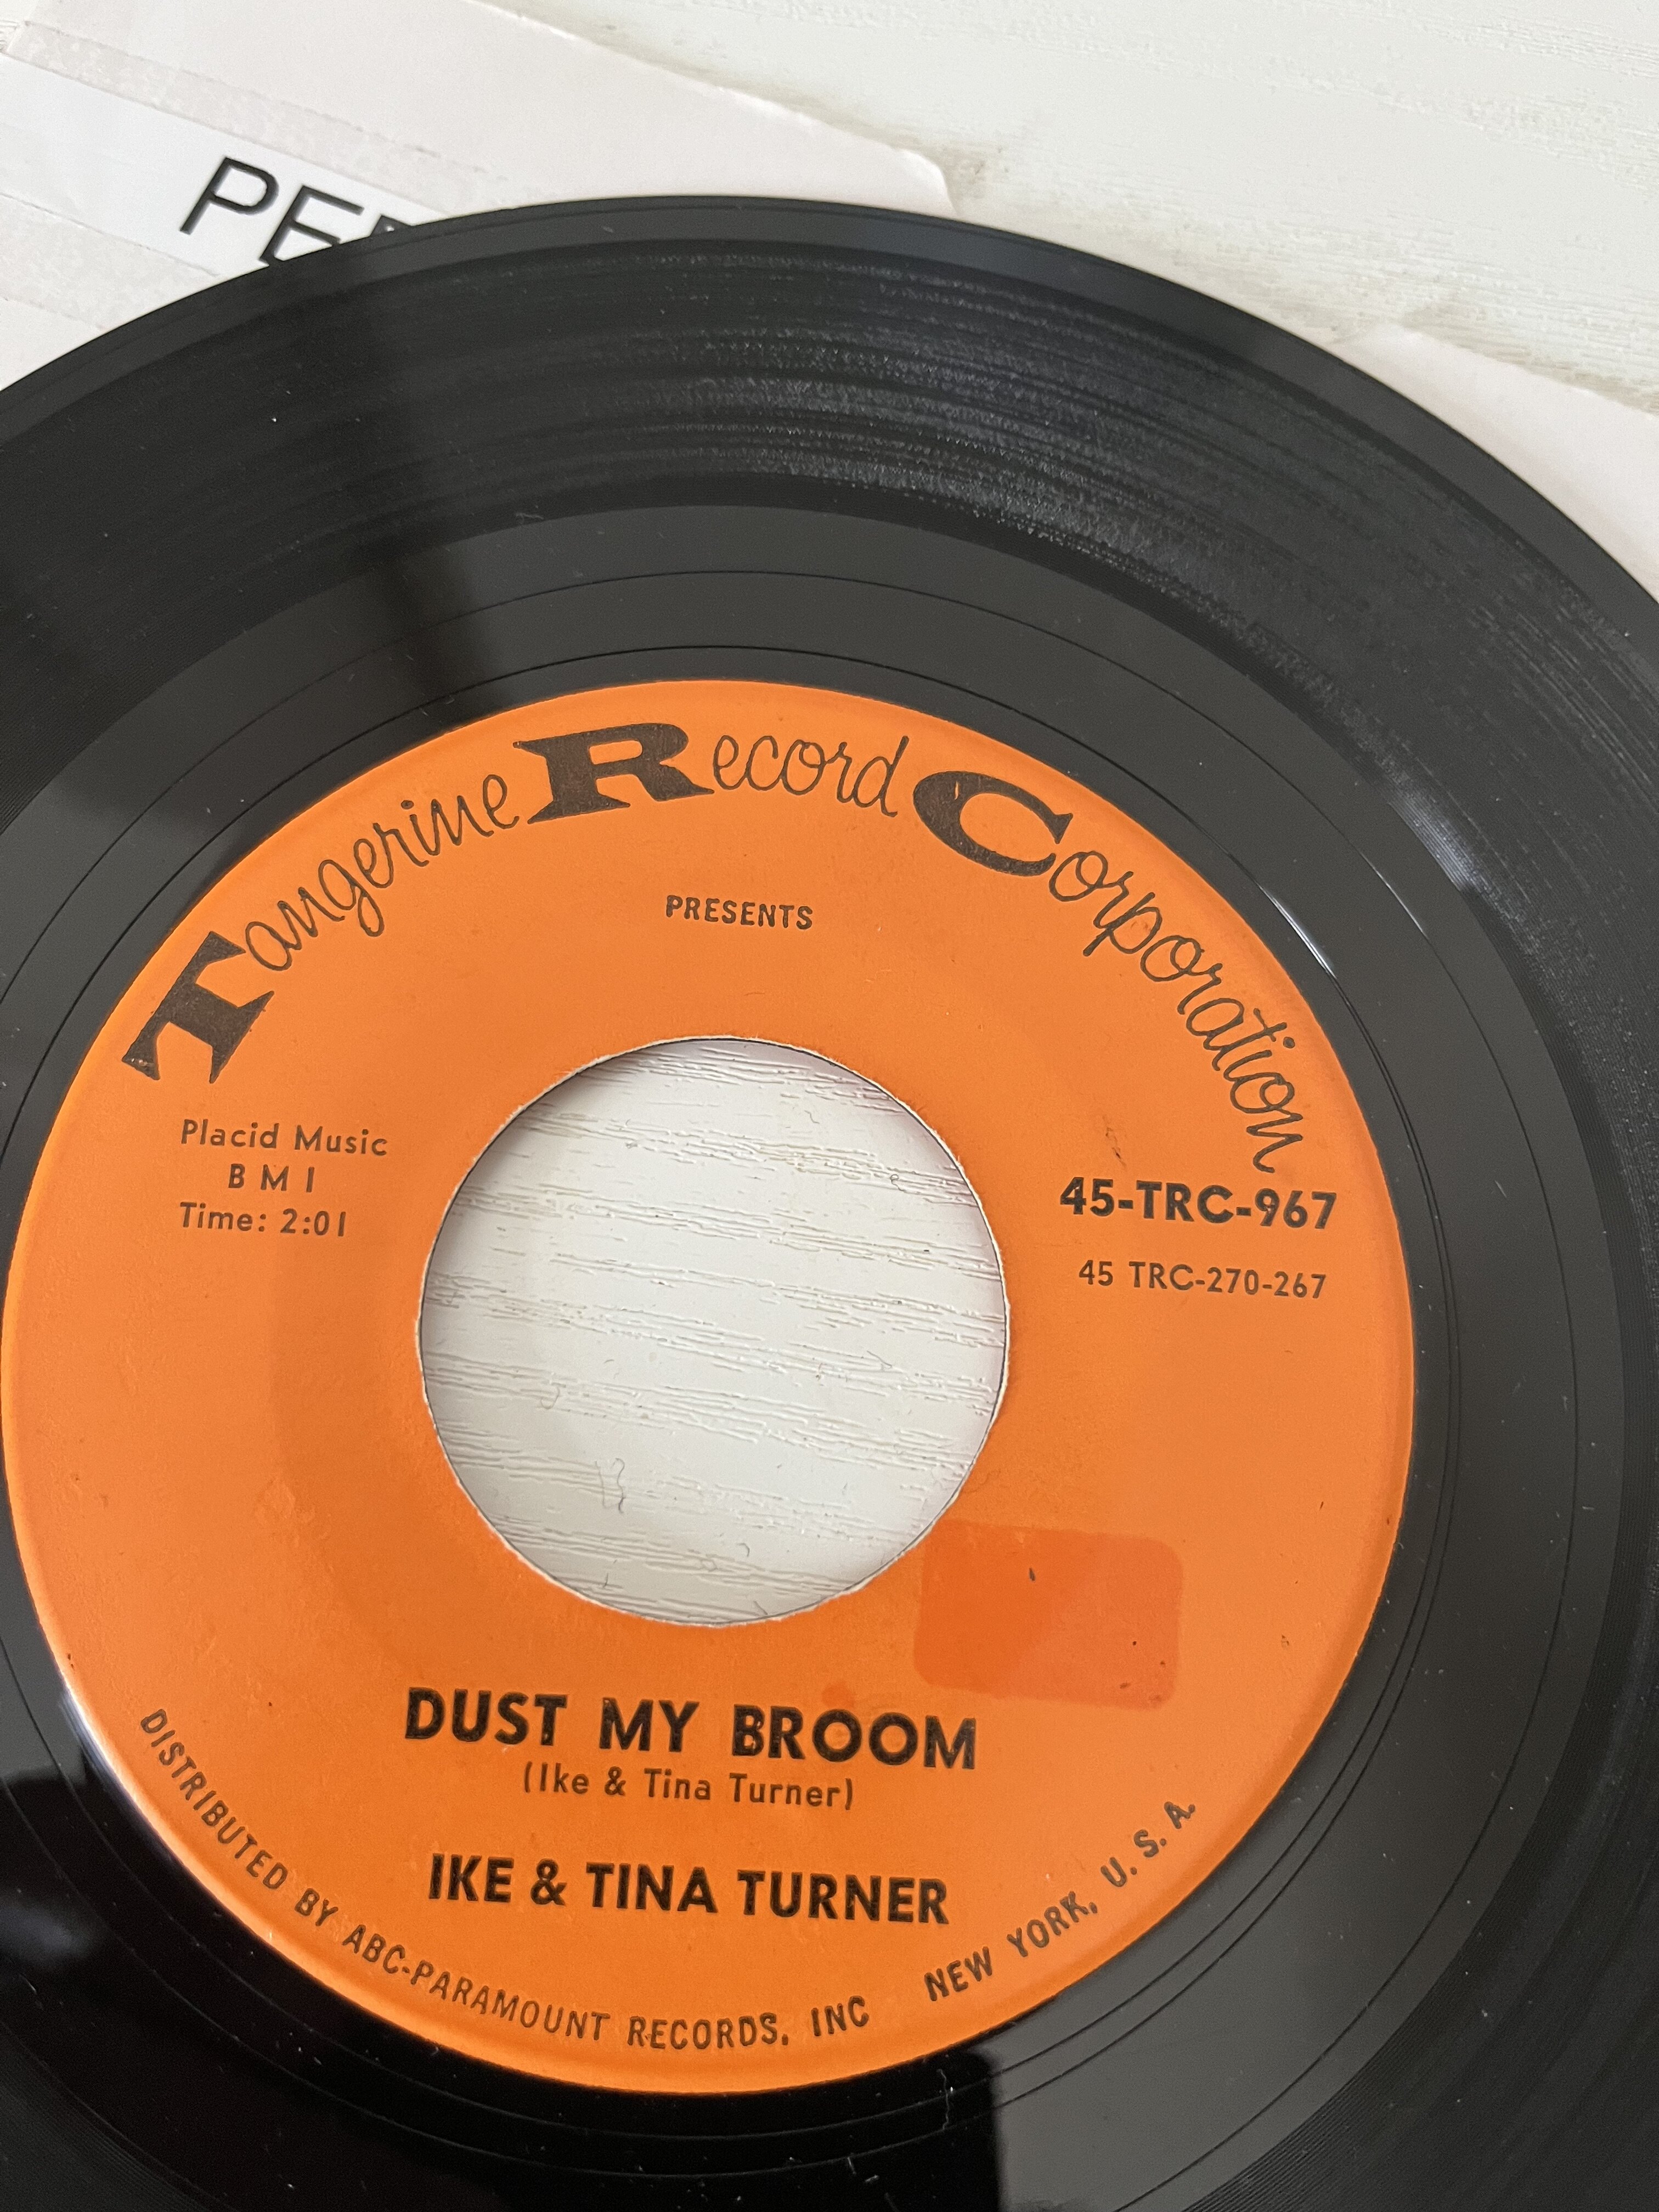 Tangerine Record Corporation
PRESENTS
Placid Music
B M I
Time: 2:01
45-TRC-967
45 TRC-270-267
DUST MY BROOM
(Ike & Tina Turner)
IKE & TINA TURNER
DISTRIBUTED BY ABC-PARAMOUNT RECORDS, INC NEW YORK, U. S. A.